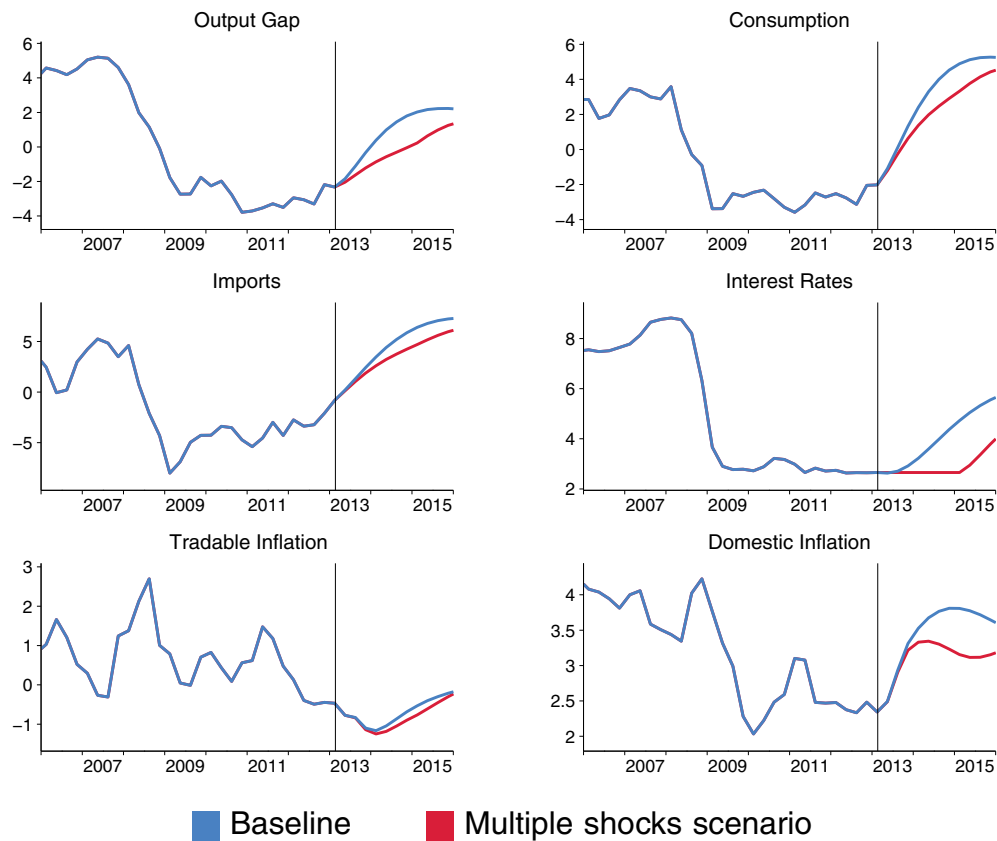 Output Gap
6
4
2
0
−2
−4
2007 2009 2011 2013 2015
Consumption
6
4
2
0
−2
−4
2007 2009 2011 2013 2015
Imports
5
0
−5
2007 2009 2011 2013 2015
Interest Rates
8
6
4
2
2007 2009 2011 2013 2015
Tradable Inflation
3
2
1
0
−1
2007 2009 2011 2013 2015
Domestic Inflation
4
3.5
3
2.5
2
2007 2009 2011 2013 2015
Baseline
Multiple shocks scenario